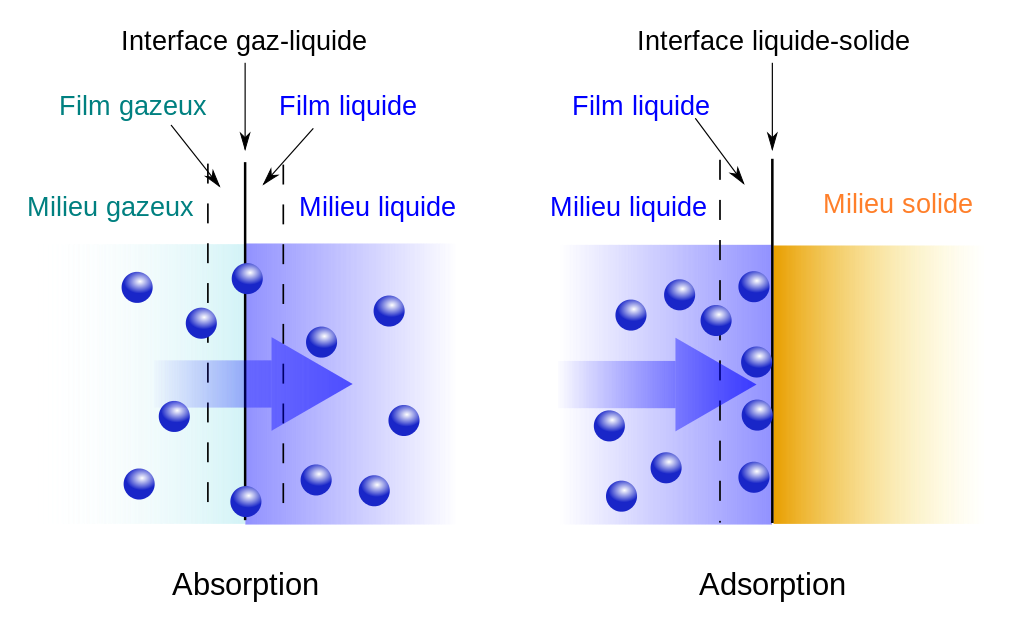 Interface gaz-liquide
Film gazeux
Film liquide
Milieu gazeux
Milieu liquide
Absorption
Interface liquide-solide
Film liquide
Milieu liquide
Milieu solide
Adsorption